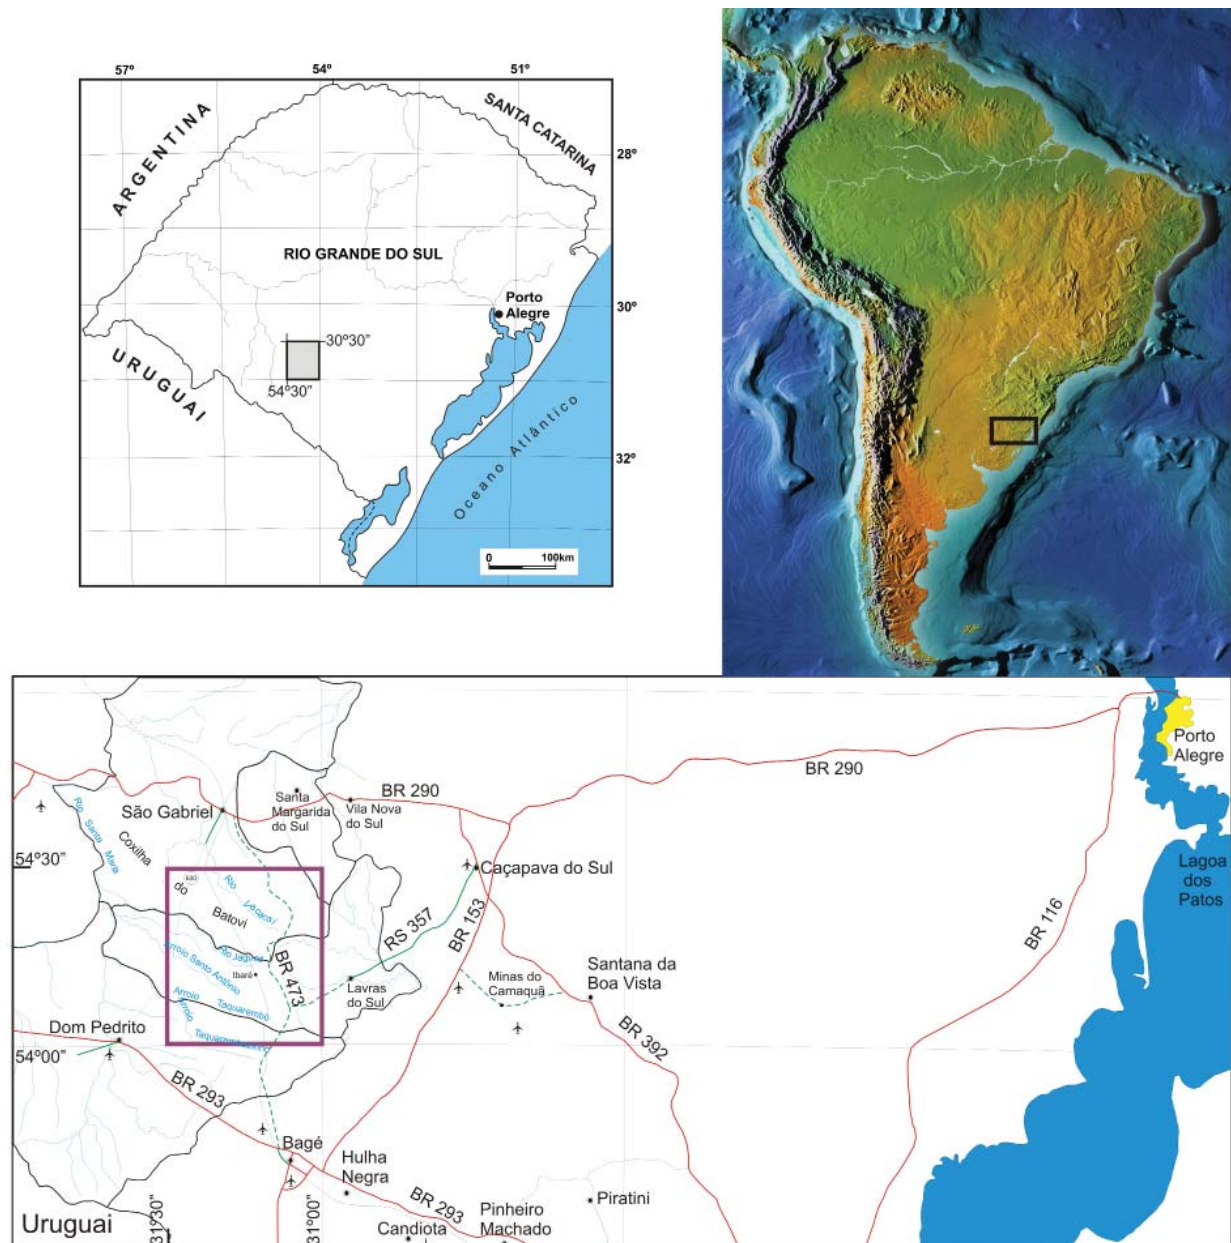 57º
54º
51º
ARGENTINA
SANTA CATARINA
28º
RIO GRANDE DO SUL
Porto
Alegre
30º
30º30"
URUGUAI
54º30"
32º
Oceano Atlântico
0
100km
BR 290
Porto
Alegre
São Gabriel
Santa
Margarida
do Sul
Vila Nova
do Sul
BR 290
Rio Santa Maria
Coxilha
do
Batovi
54º30"
630
Rio
Caçapava do Sul
Lagoa
dos
Patos
RS 357
BR 153
BR 116
Rio Jaguari
Arroio Santo Antônio
Ibaré
BR 473
Lavras
do Sul
Minas do
Camaquã
Santana da
Boa Vista
Arroio Taquarembó
Arroio
Dom Pedrito
54º00"
BR 392
BR 293
Bagé
Hulha
Negra
BR 293
Piratini
Pinheiro
Machado
Candiota
Uruguai
31º30"
31º00"